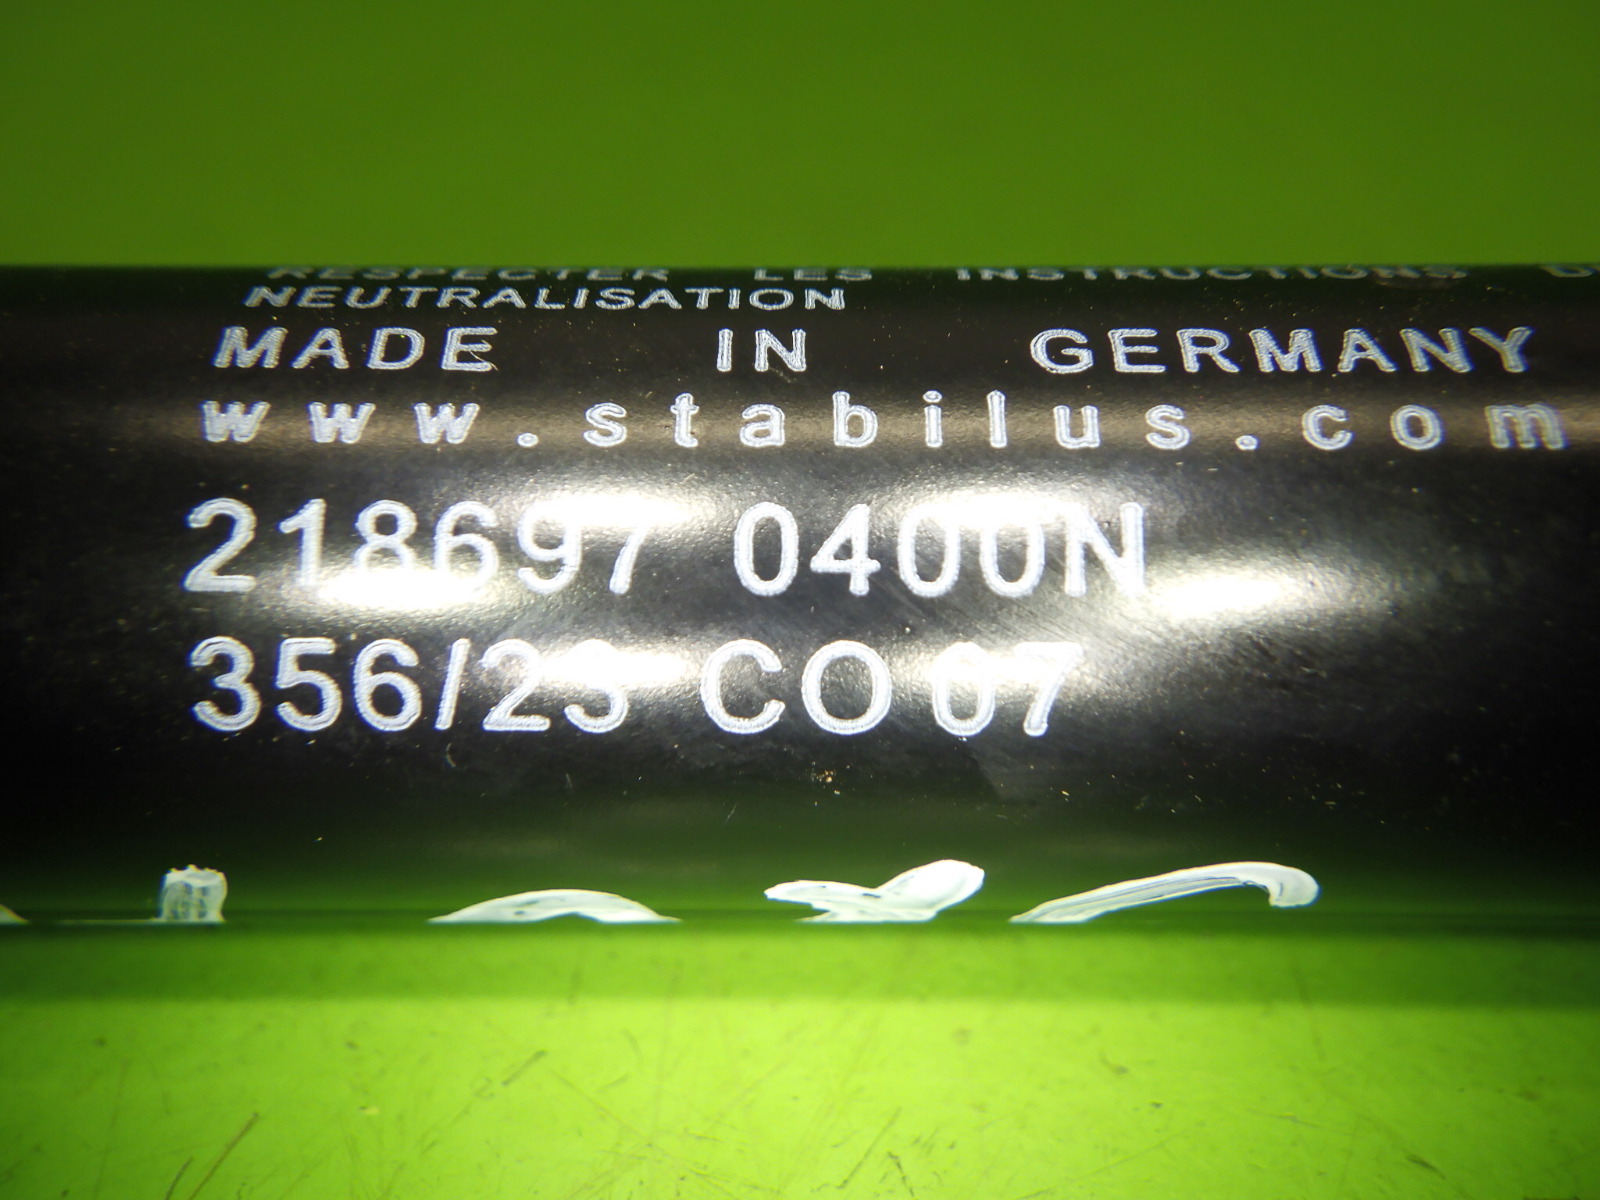 RESPECTER LES INSTRUCTIONS
NEUTRALISATION
MADE IN GERMANY
www.stabilus.com
218697 0400N
356/23 CO 07